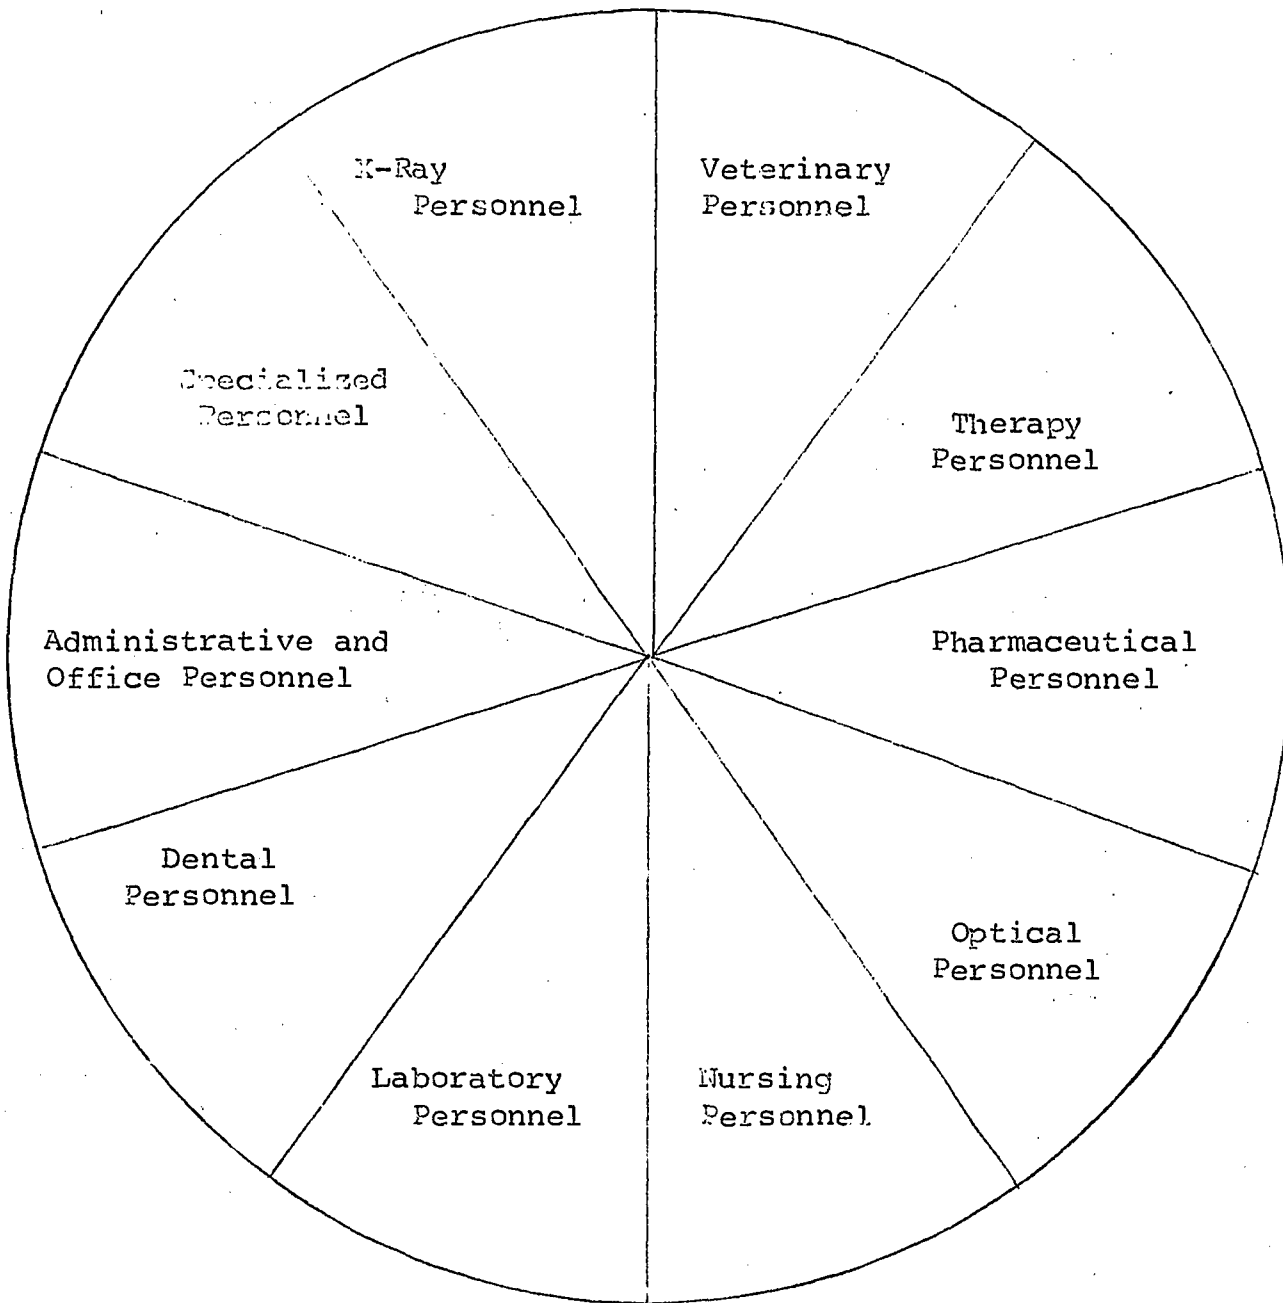 X-Ray
Personnel
Veterinary
Personnel
Specialized
Personnel
Therapy
Personnel
Administrative and
Office Personnel
Pharmaceutical
Personnel
Dental
Personnel
Optical
Personnel
Laboratory
Personnel
Nursing
Personnel